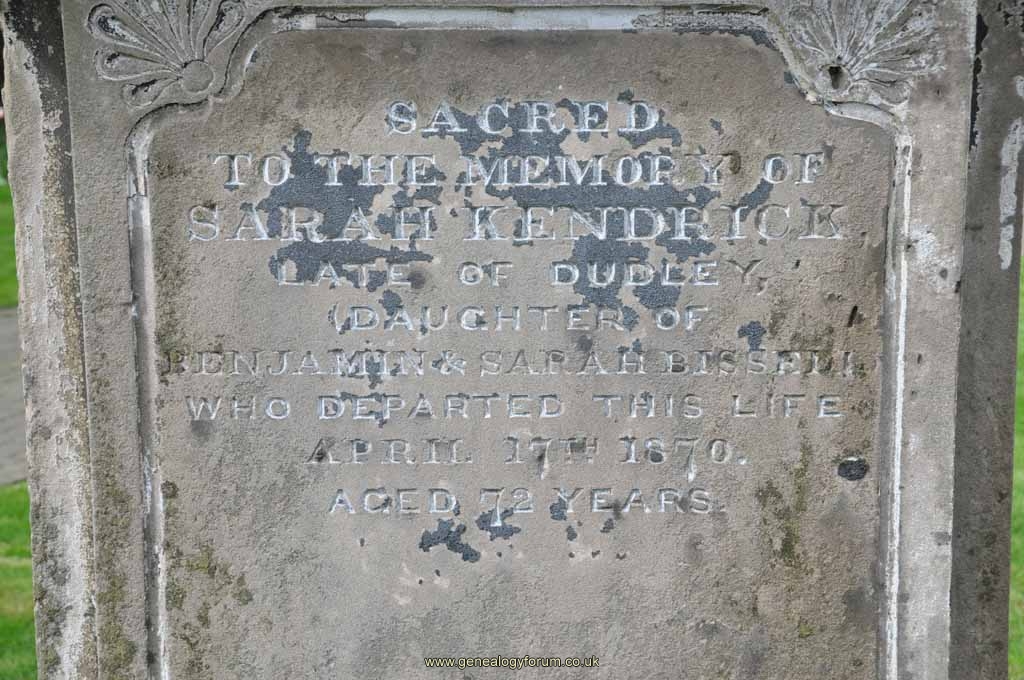 SACRED
TO THE MEMORY OF
SARAH KENDRICK
LATE OF DUDLEY,
(DAUGHTER OF
BENJAMIN & SARAH BISSELL)
WHO DEPARTED THIS LIFE
APRIL 17TH 1870.
AGED 72 YEARS.
www.genealogyforum.co.uk